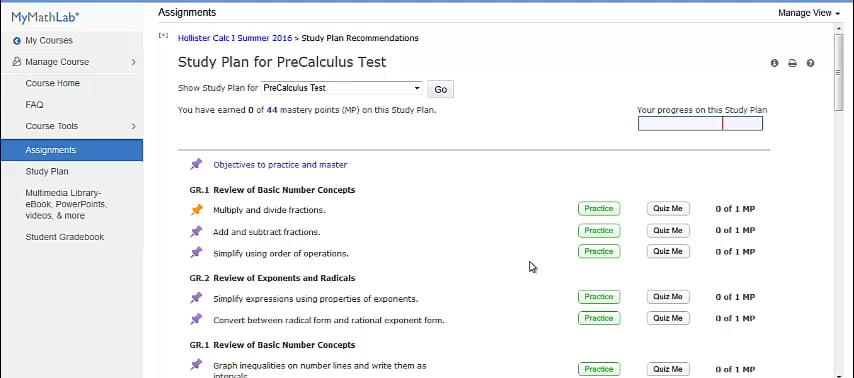 MyMathLab®
My Courses
Manage Course
Course Home
FAQ
Course Tools
Assignments
Study Plan
Multimedia Library-
eBook, PowerPoints,
videos, & more
Student Gradebook
Assignments
Manage View
[+]
Hollister Calc I Summer 2016 > Study Plan Recommendations
Study Plan for PreCalculus Test
Show Study Plan for PreCalculus Test Go
You have earned 0 of 44 mastery points (MP) on this Study Plan.
Your progress on this Study Plan
Objectives to practice and master
GR.1 Review of Basic Number Concepts
Multiply and divide fractions. Practice Quiz Me 0 of 1 MP
Add and subtract fractions. Practice Quiz Me 0 of 1 MP
Simplify using order of operations. Practice Quiz Me 0 of 1 MP
GR.2 Review of Exponents and Radicals
Simplify expressions using properties of exponents. Practice Quiz Me 0 of 1 MP
Convert between radical form and rational exponent form. Practice Quiz Me 0 of 1 MP
GR.1 Review of Basic Number Concepts
Graph inequalities on number lines and write them as Practice Quiz Me 0 of 1 MP
intervals.